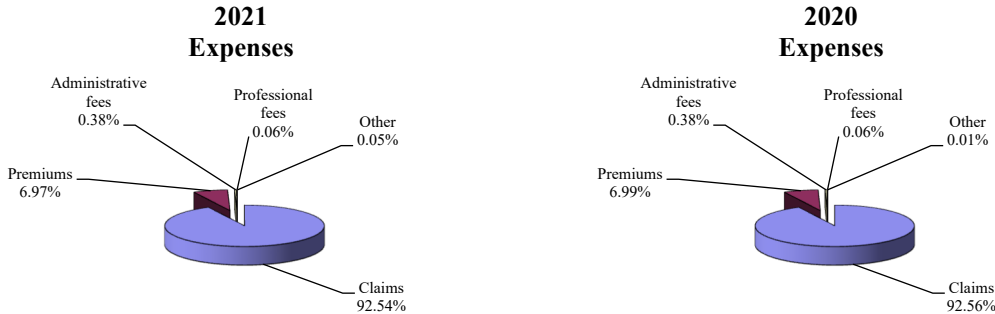 2021
Expenses
Administrative
fees
0.38%
Professional
fees
0.06%
Other
0.05%
Premiums
6.97%
Claims
92.54%
2020
Expenses
Administrative
fees
0.38%
Professional
fees
0.06%
Other
0.01%
Premiums
6.99%
Claims
92.56%